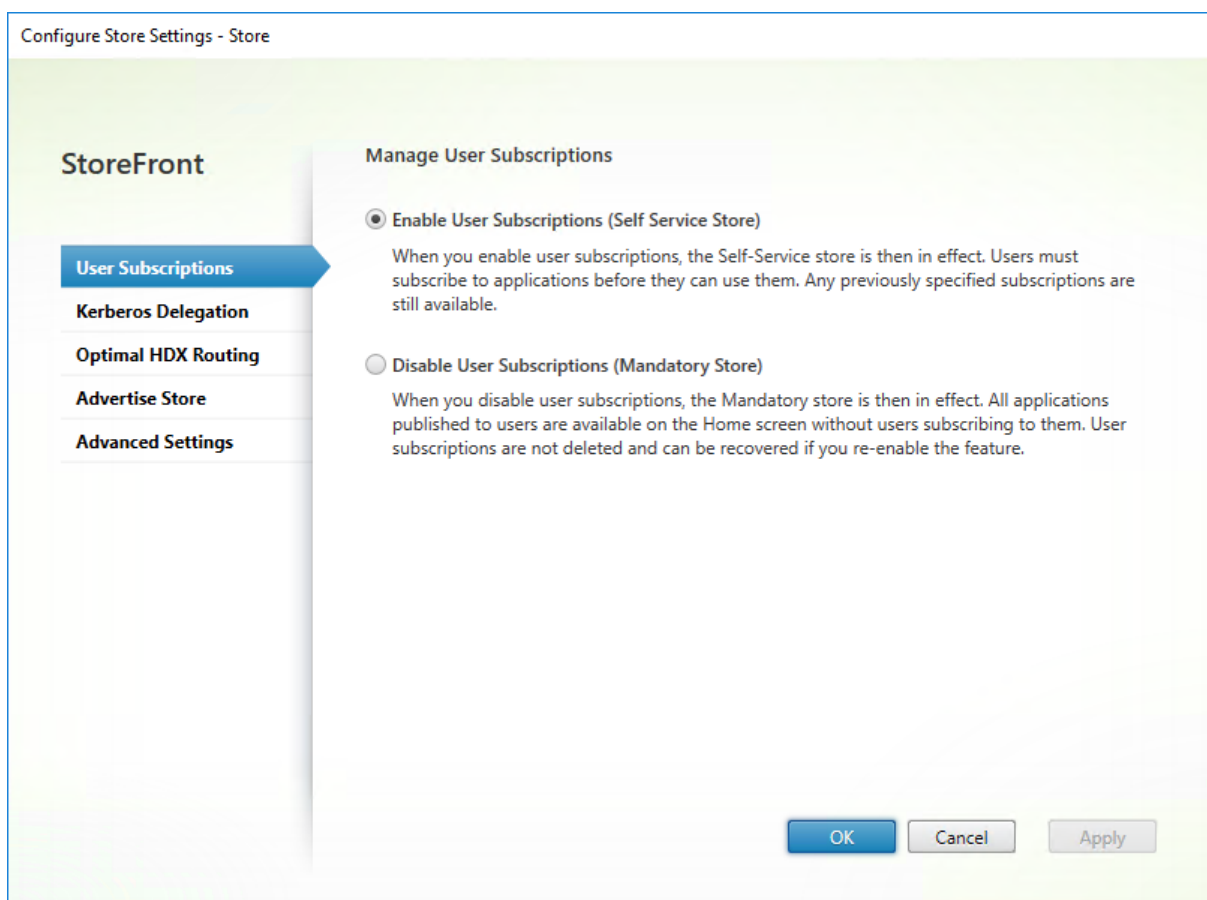 Configure Store Settings - Store
StoreFront
User Subscriptions
Kerberos Delegation
Optimal HDX Routing
Advertise Store
Advanced Settings
Manage User Subscriptions
Enable User Subscriptions (Self Service Store)
When you enable user subscriptions, the Self-Service store is then in effect. Users must
subscribe to applications before they can use them. Any previously specified subscriptions are
still available.
Disable User Subscriptions (Mandatory Store)
When you disable user subscriptions, the Mandatory store is then in effect. All applications
published to users are available on the Home screen without users subscribing to them. User
subscriptions are not deleted and can be recovered if you re-enable the feature.
OK
Cancel
Apply